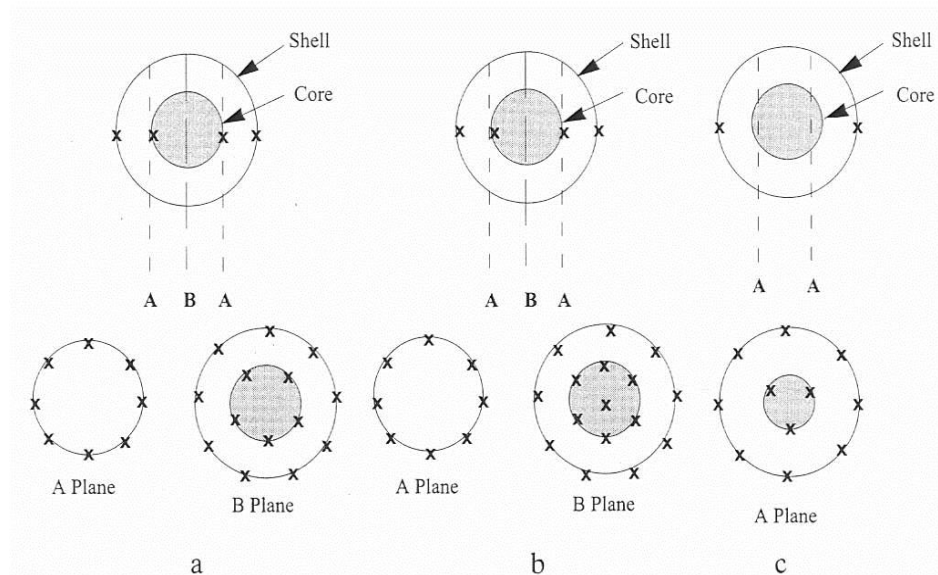 Shell
Core
x x x x
A B A
x x x x x x x x
A Plane
x x x x x x x x x x x x x x
B Plane
a
Shell
Core
x x x x
A B A
x x x x x x x x
A Plane
x x x x x x x x x x x x x x x x
B Plane
b
Shell
Core
x x
A A
x x x x x x x x x x x
A Plane
c